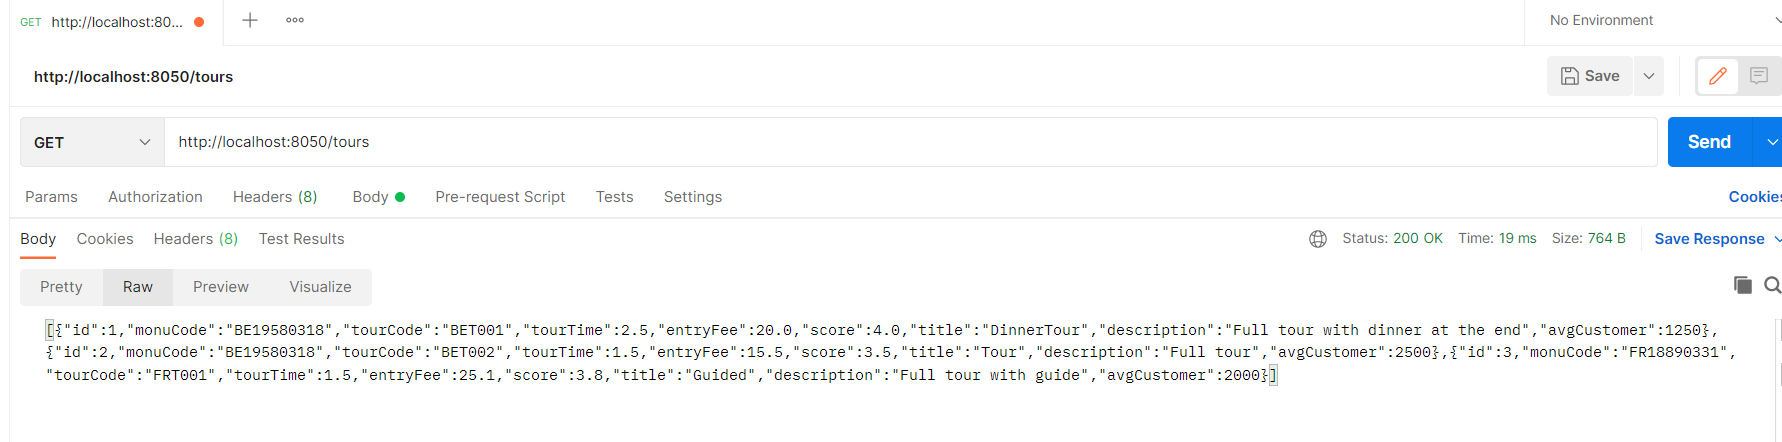 GET http://localhost:80... No Environment
http://localhost:8050/tours Save
GET http://localhost:8050/tours Send
Params Authorization Headers (8) Body Pre-request Script Tests Settings Cookies
Body Cookies Headers (8) Test Results Status: 200 OK Time: 19 ms Size: 764 B Save Response
Pretty Raw Preview Visualize
[{"id":1,"monuCode":"BE19580318","tourCode":"BET001","tourTime":2.5,"entryFee":20.0,"score":4.0,"title":"DinnerTour","description":"Full tour with dinner at the end","avgCustomer":1250},
{"id":2,"monuCode":"BE19580318","tourCode":"BET002","tourTime":1.5,"entryFee":15.5,"score":3.5,"title":"Tour","description":"Full tour","avgCustomer":2500},{"id":3,"monuCode":"FR18890331",
"tourCode":"FRT001","tourTime":1.5,"entryFee":25.1,"score":3.8,"title":"Guided","description":"Full tour with guide","avgCustomer":2000}]